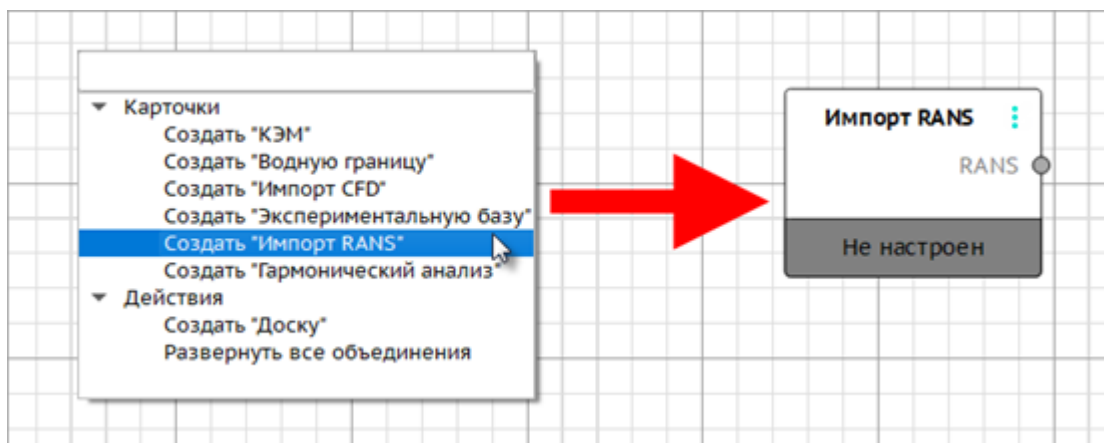 Карточки
Создать "КЭМ"
Создать "Водную границу"
Создать "Импорт CFD"
Создать "Экспериментальную базу"
Создать "Импорт RANS"
Создать "Гармонический анализ"
Действия
Создать "Доску"
Развернуть все объединения
Импорт RANS
RANS
Не настроен